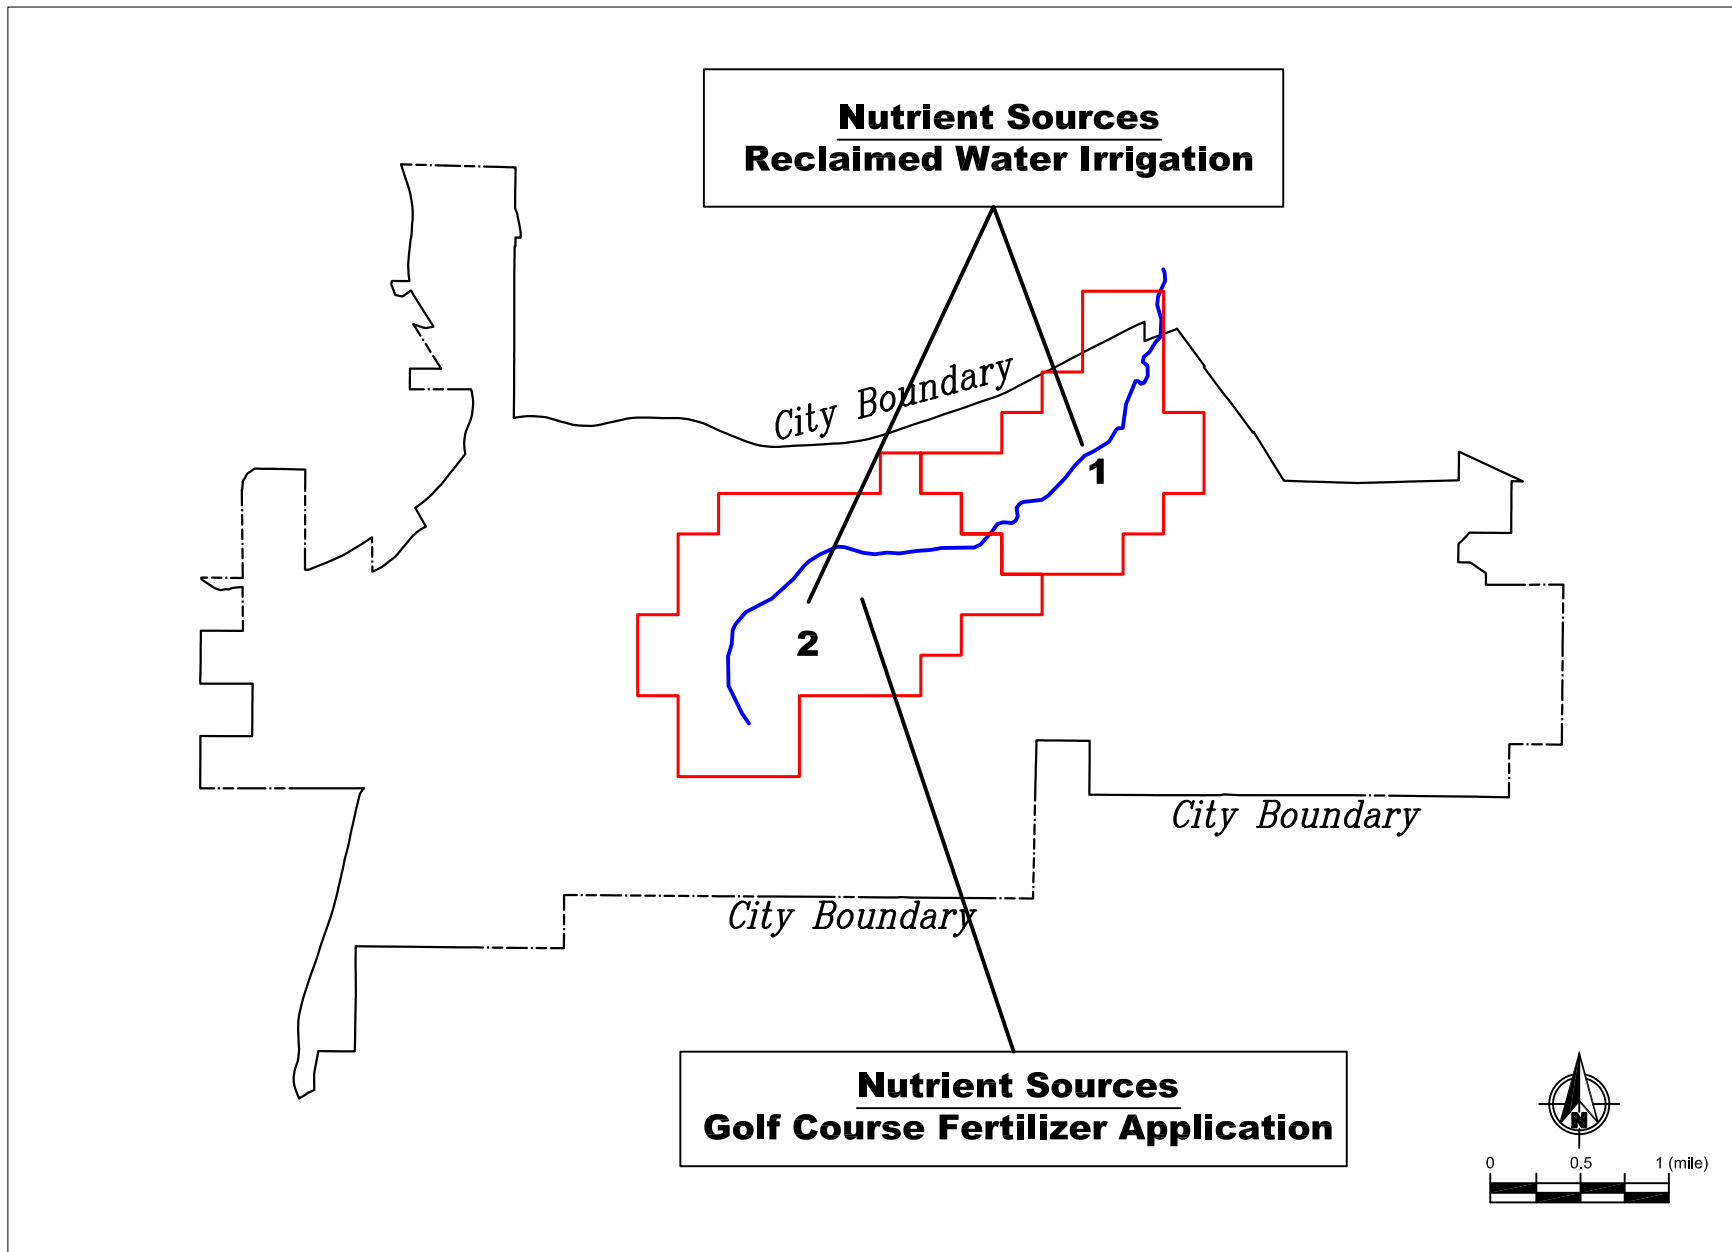 Nutrient Sources
Reclaimed Water Irrigation
City Boundary
1
2
City Boundary
City Boundary
Nutrient Sources
Golf Course Fertilizer Application
N
0 0.5 1 (mile)